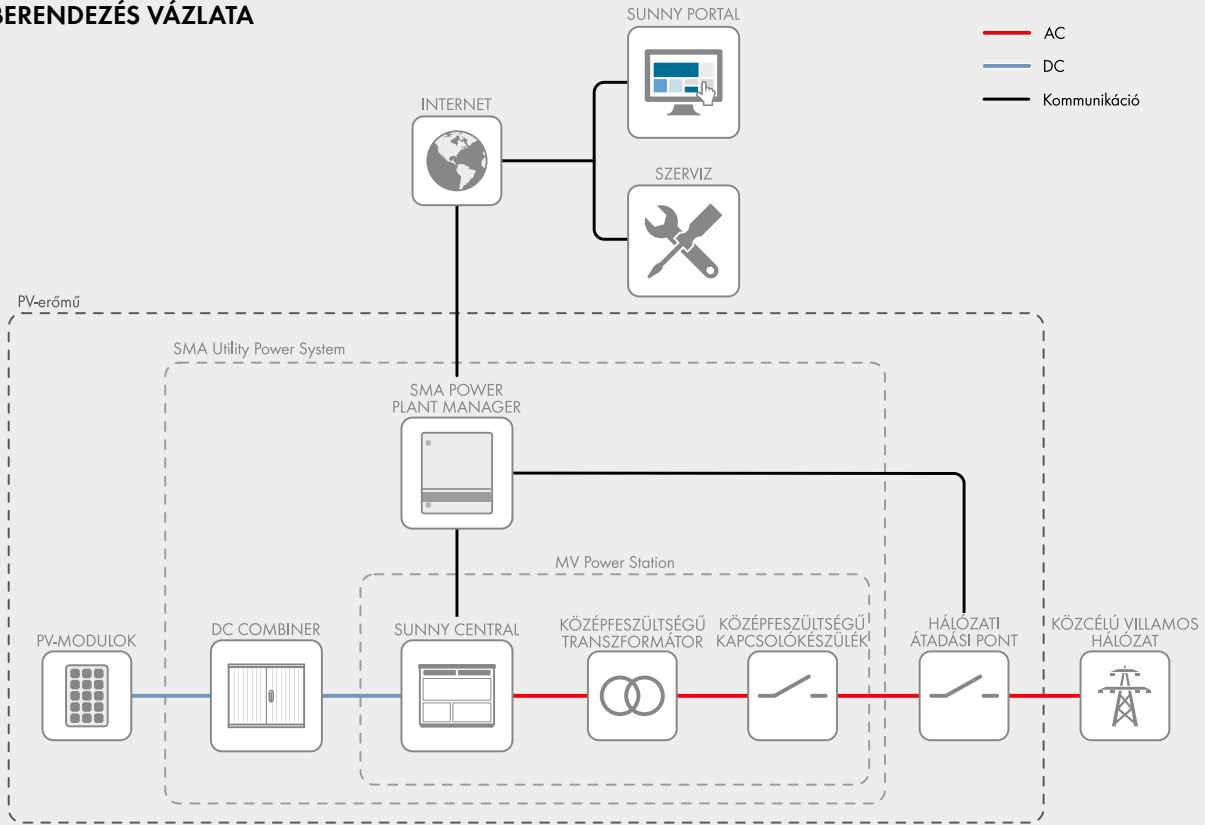 BERENDEZÉS VÁZLATA
SUNNY PORTAL
AC
DC
Kommunikáció
INTERNET
SZERVIZ
PV-erőmű
SMA Utility Power System
SMA POWER
PLANT MANAGER
MV Power Station
PV-MODULOK
DC COMBINER
SUNNY CENTRAL
KÖZÉPFESZÜLTSÉGŰ
TRANSZFORMÁTOR
KÖZÉPFESZÜLTSÉGŰ
KAPCSOLÓKÉSZÜLÉK
HÁLÓZATI
ÁTADÁSI PONT
KÖZCÉLÚ VILLAMOS
HÁLÓZAT